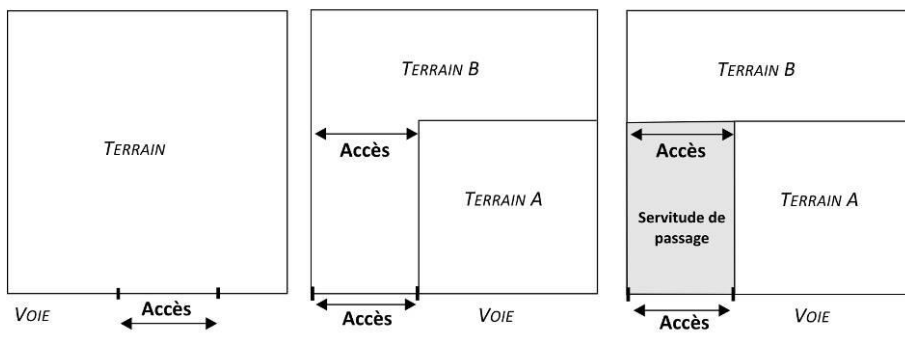 TERRAIN
Accès
VOIE
TERRAIN B
Accès
TERRAIN A
Accès
VOIE
TERRAIN B
Accès
TERRAIN A
Servitude de
passage
Accès
VOIE